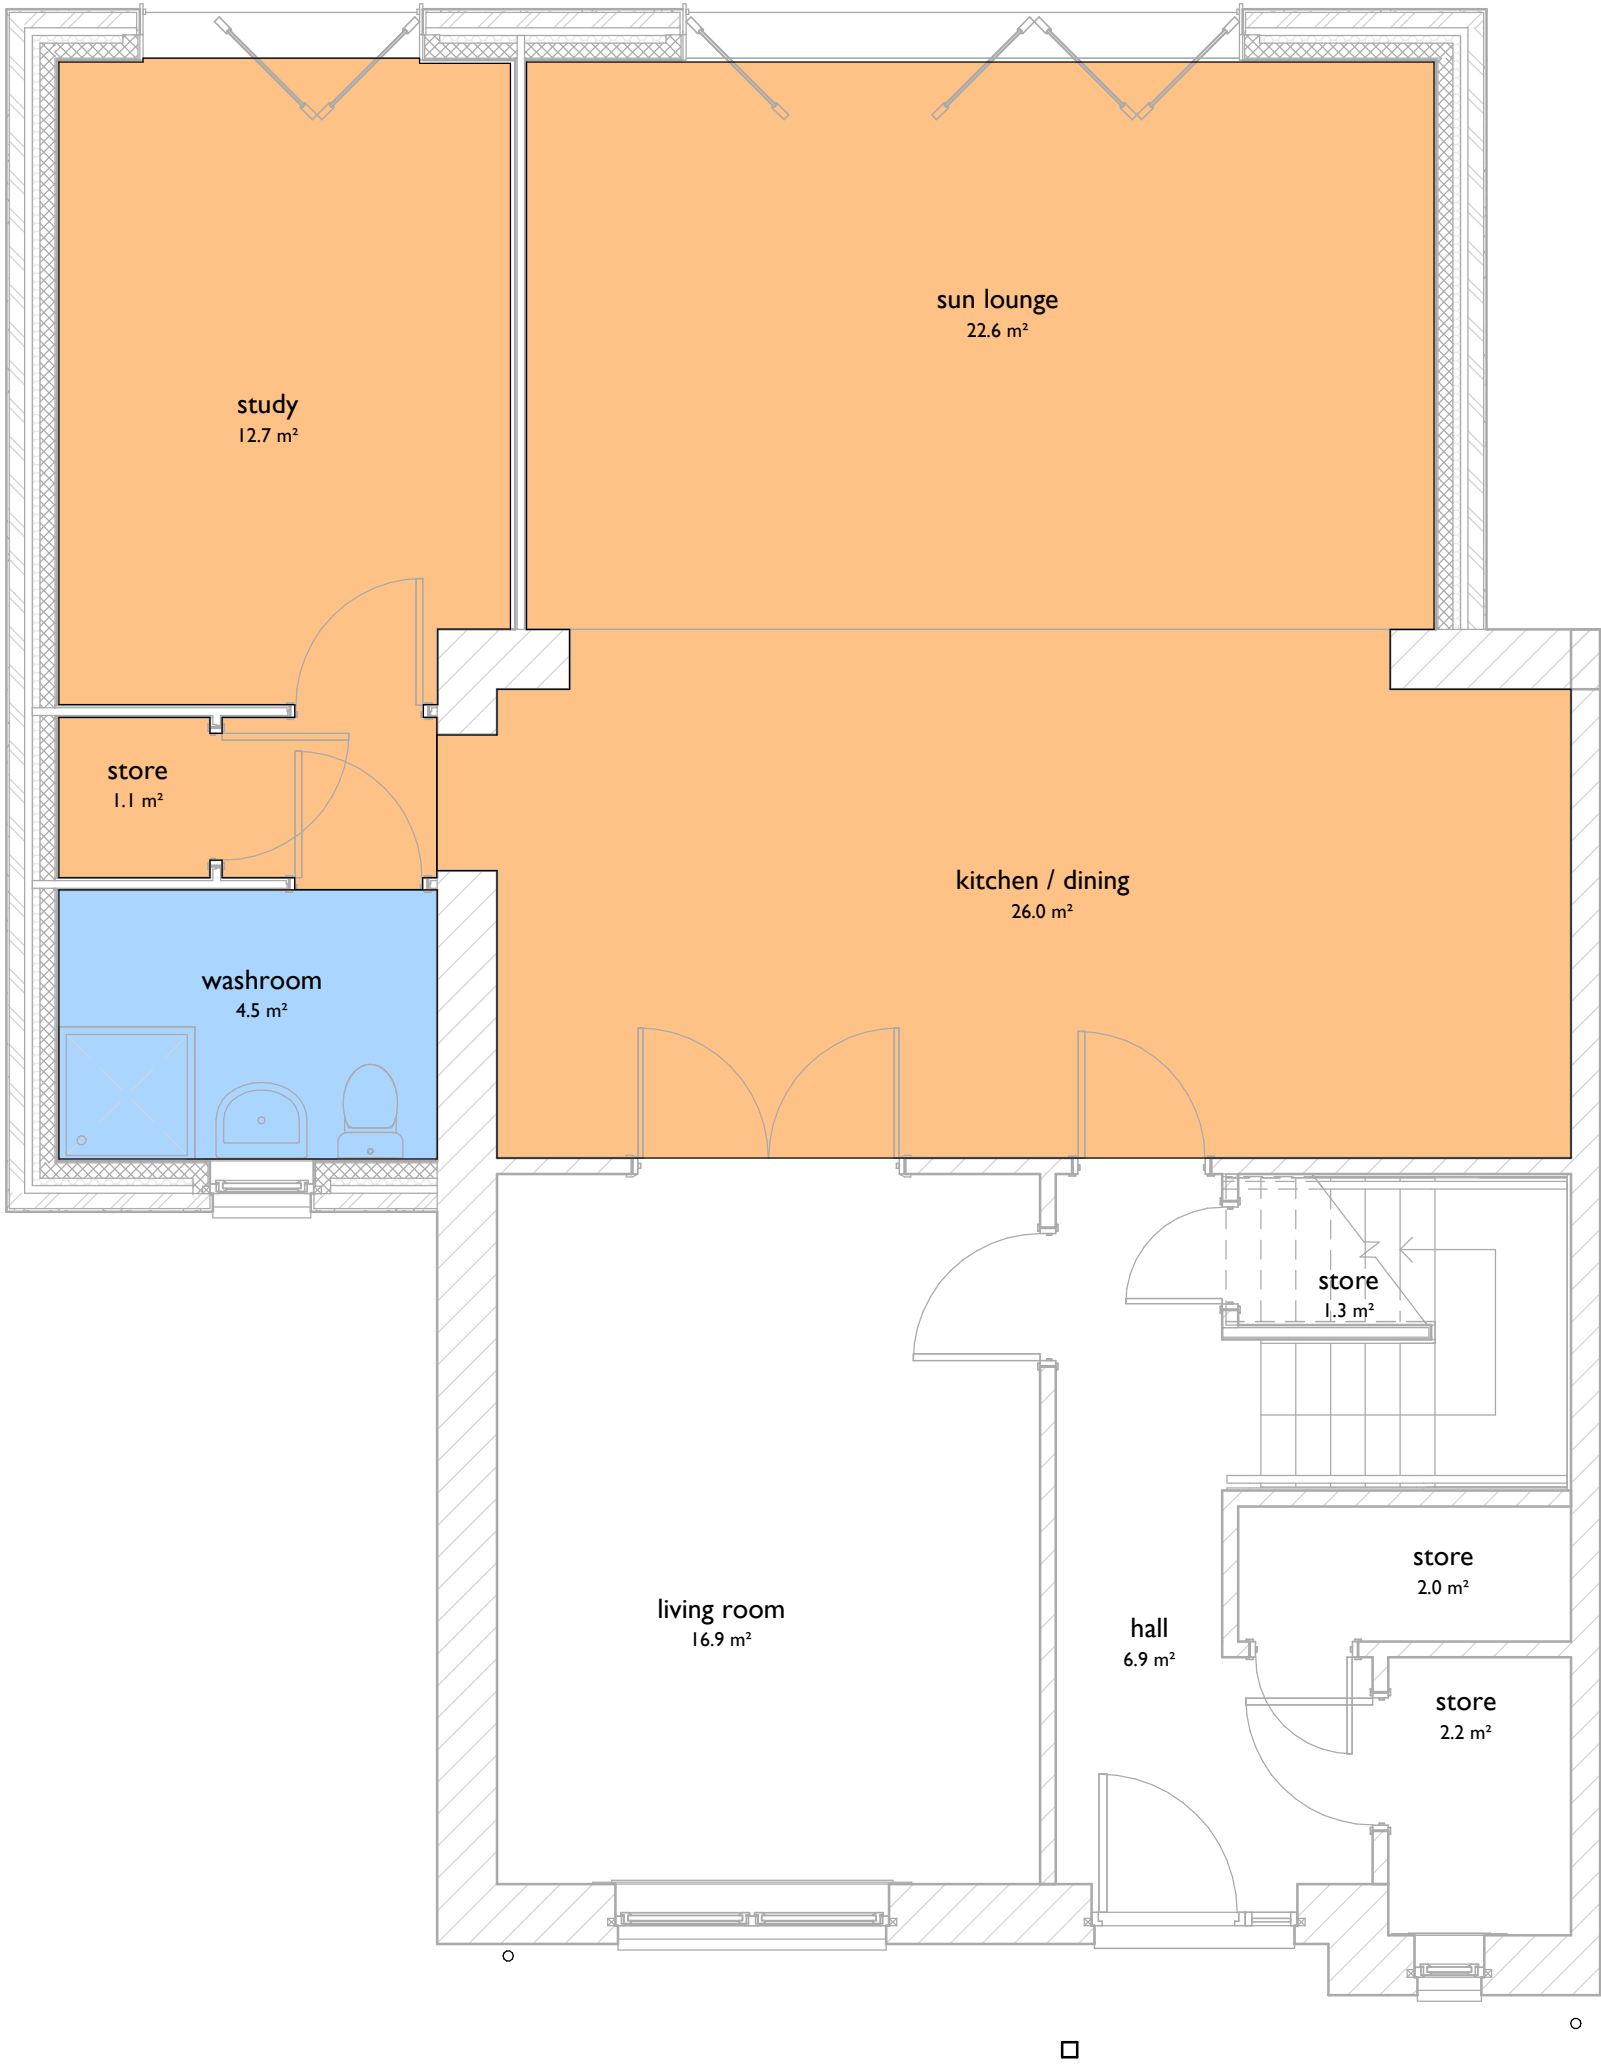 sun lounge
22.6 m²
study
12.7 m²
store
1.1 m²
kitchen / dining
26.0 m²
washroom
4.5 m²
store
1.3 m²
store
2.0 m²
living room
16.9 m²
hall
6.9 m²
store
2.2 m²